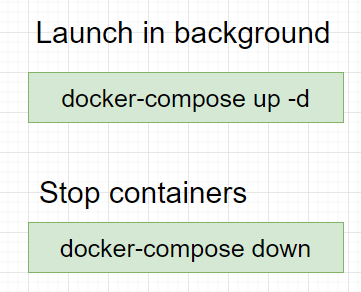 Launch in background
docker-compose up -d
Stop containers
docker-compose down